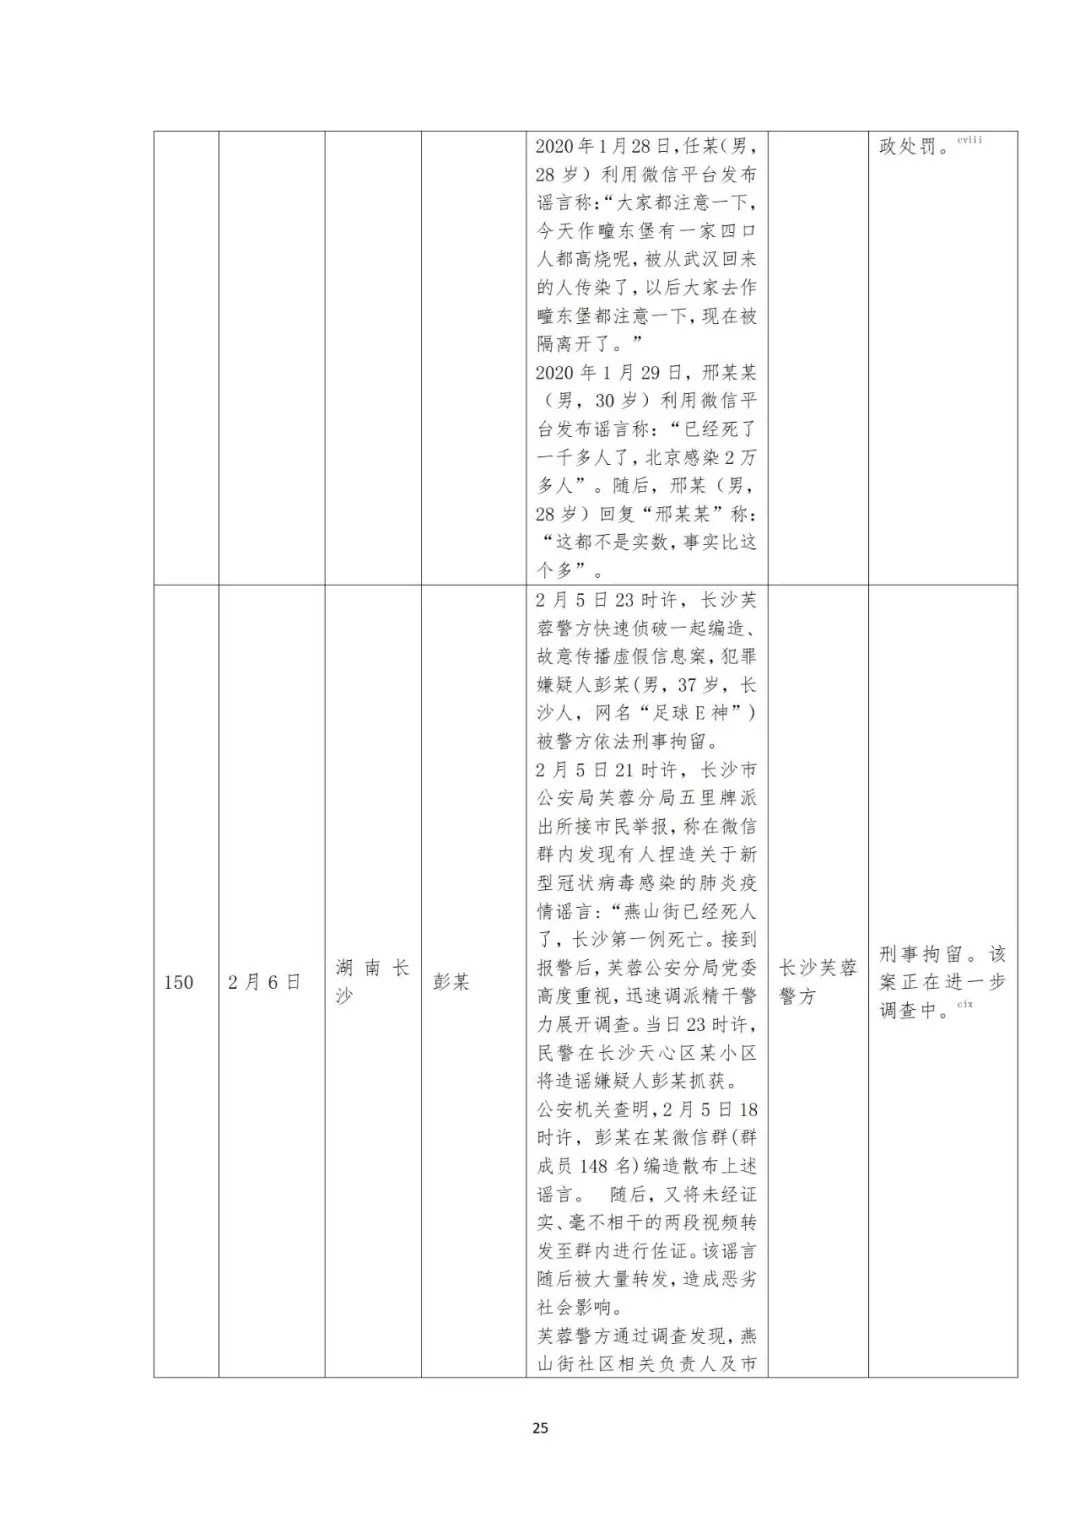 2020年1月28日,任某(男,
28岁)利用微信平台发布
谣言称:“大家都注意一下,
今天作疃东堡有一家四口
人都高烧呢,被从武汉回来
的人传染了,以后大家去作
疃东堡都注意一下,现在被
隔离开了。”
2020年1月29日,邢某某
(男,30岁)利用微信平
台发布谣言称:“已经死了
一千多人了,北京感染2万
多人”。随后,邢某(男,
28岁)回复“邢某某”称:
“这都不是实数,事实比这
个多”。
政处罚。cviii
150
2月6日
湖南长
沙
彭某
2月5日23时许,长沙芙
蓉警方快速侦破一起编造、
故意传播虚假信息案,犯罪
嫌疑人彭某(男,37岁,长
沙人,网名“足球E神”)
被警方依法刑事拘留。
2月5日21时许,长沙市
公安局芙蓉分局五里牌派
出所接市民举报,称在微信
群内发现有人捏造关于新
型冠状病毒感染的肺炎疫
情谣言:“燕山街已经死人
了,长沙第一例死亡。接到
报警后,芙蓉公安分局党委
高度重视,迅速调派精干警
力展开调查。当日23时许,
民警在长沙天心区某小区
将造谣嫌疑人彭某抓获。
公安机关查明,2月5日18
时许,彭某在某微信群(群
成员148名)编造散布上述
谣言。 随后,又将未经证
实、毫不相干的两段视频转
发至群内进行佐证。该谣言
随后被大量转发,造成恶劣
社会影响。
芙蓉警方通过调查发现,燕
山街社区相关负责人及市
长沙芙蓉
警方
刑事拘留。该
案正在进一步
调查中。cix
25